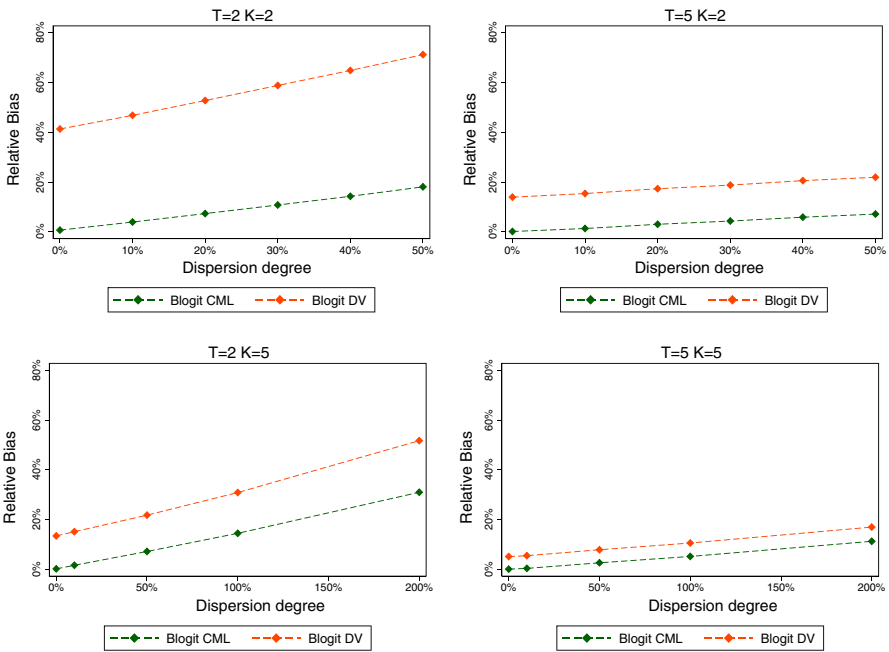 T=2 K=2
Relative Bias
80%
60%
40%
20%
0%
0% 10% 20% 30% 40% 50%
Dispersion degree
Blogit CML Blogit DV
T=5 K=2
Relative Bias
80%
60%
40%
20%
0%
0% 10% 20% 30% 40% 50%
Dispersion degree
Blogit CML Blogit DV
T=2 K=5
Relative Bias
80%
60%
40%
20%
0%
0% 50% 100% 150% 200%
Dispersion degree
Blogit CML Blogit DV
T=5 K=5
Relative Bias
80%
60%
40%
20%
0%
0% 50% 100% 150% 200%
Dispersion degree
Blogit CML Blogit DV